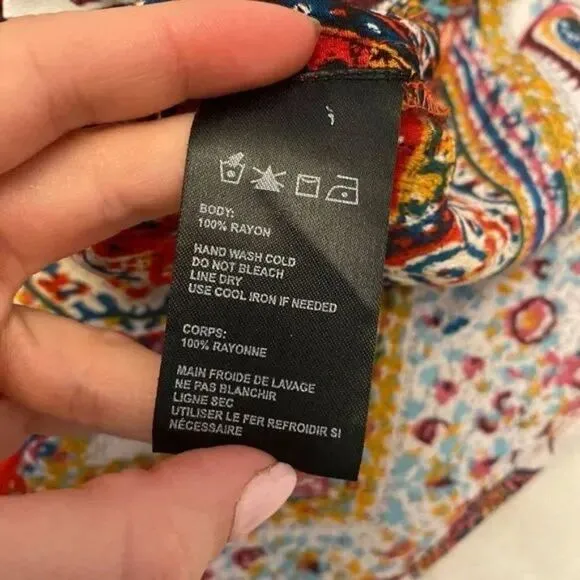 BODY:
100% RAYON
HAND WASH COLD
DO NOT BLEACH
LINE DRY
USE COOL IRON IF NEEDED
CORPS:
100% RAYONNE
MAIN FROIDE DE LAVAGE
NE PAS BLANCHIR
LIGNE SEC
UTILISER LE FER REFROIDIR SI
NÉCESSAIRE